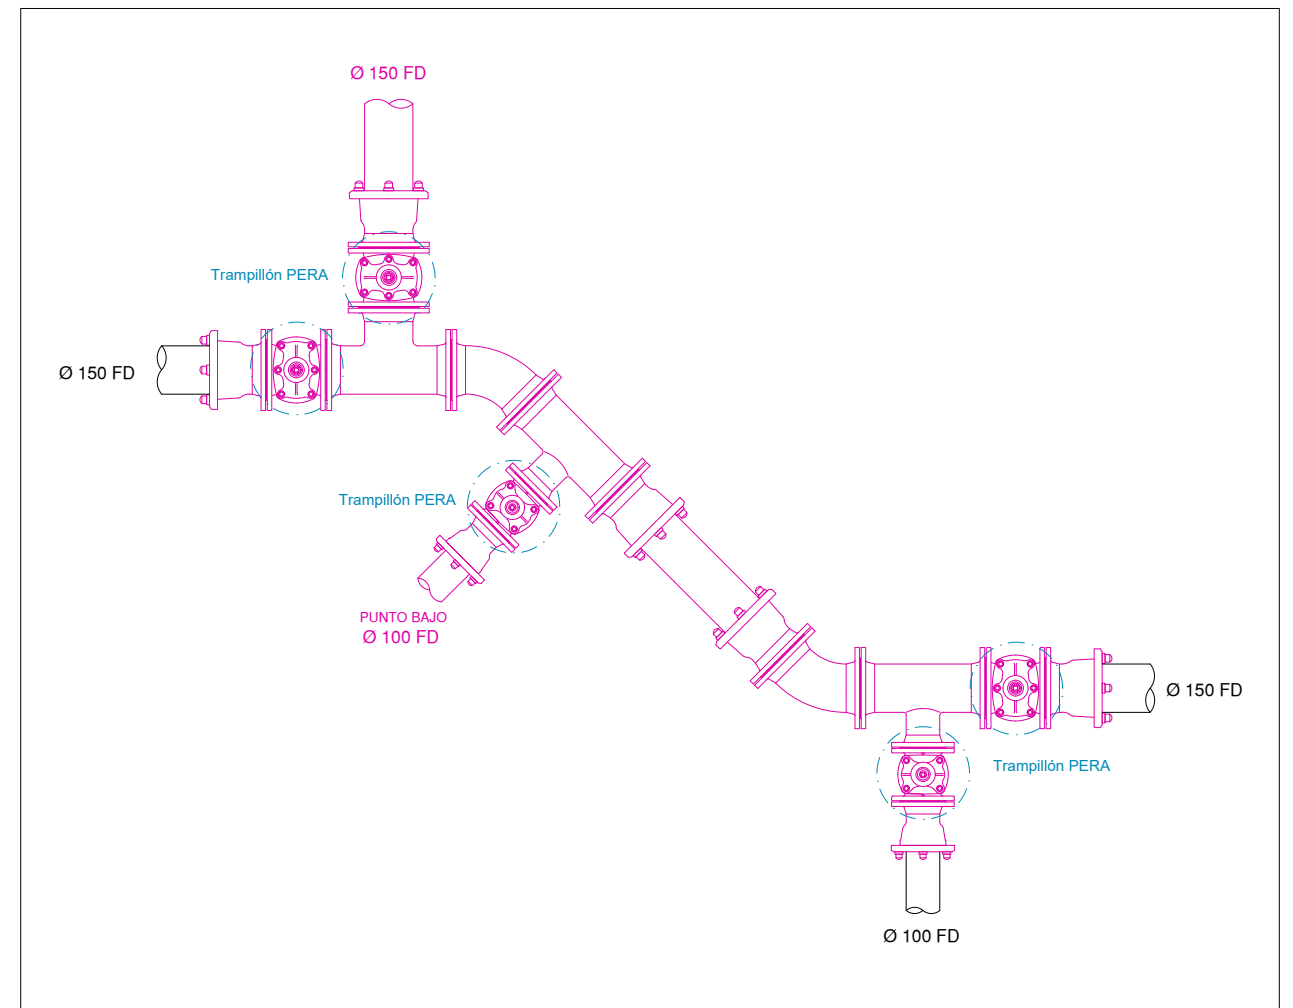 Ø 150 FD
Trampillón PERA
Ø 150 FD
Trampillón PERA
PUNTO BAJO
Ø 100 FD
Ø 150 FD
Trampillón PERA
Ø 100 FD